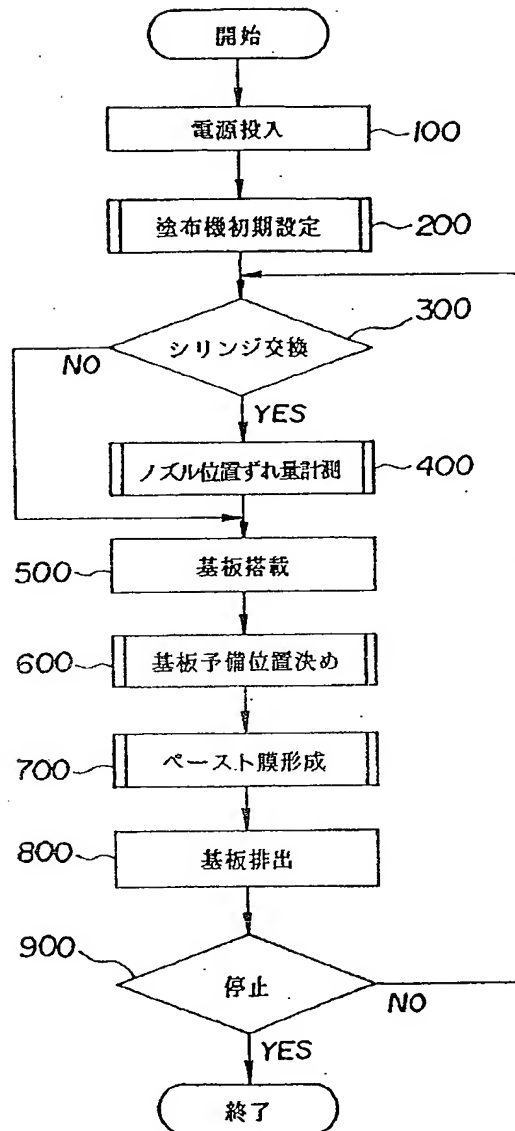 開始
電源投入
100
塗布機初期設定
200
シリンジ交換
300
NO
YES
ノズル位置ずれ量計測
400
500
基板搭載
600
基板予備位置決め
700
ペースト膜形成
800
基板排出
900
停止
NO
YES
終了